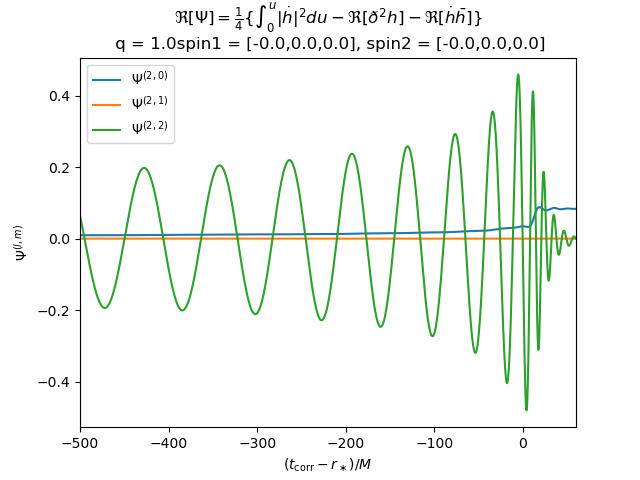 ℜ[Ψ] = 1/4{∫₀ᵘ|ḣ|²du − ℜ[ð̄²h] − ℜ[ḣh̄]}
q = 1.0spin1 = [-0.0,0.0,0.0], spin2 = [-0.0,0.0,0.0]
Ψ^(2,0)
Ψ^(2,1)
Ψ^(2,2)
Ψ^(l,m)
0.4
0.2
0.0
−0.2
−0.4
−500 −400 −300 −200 −100 0
(t_corr − r_∗)/M